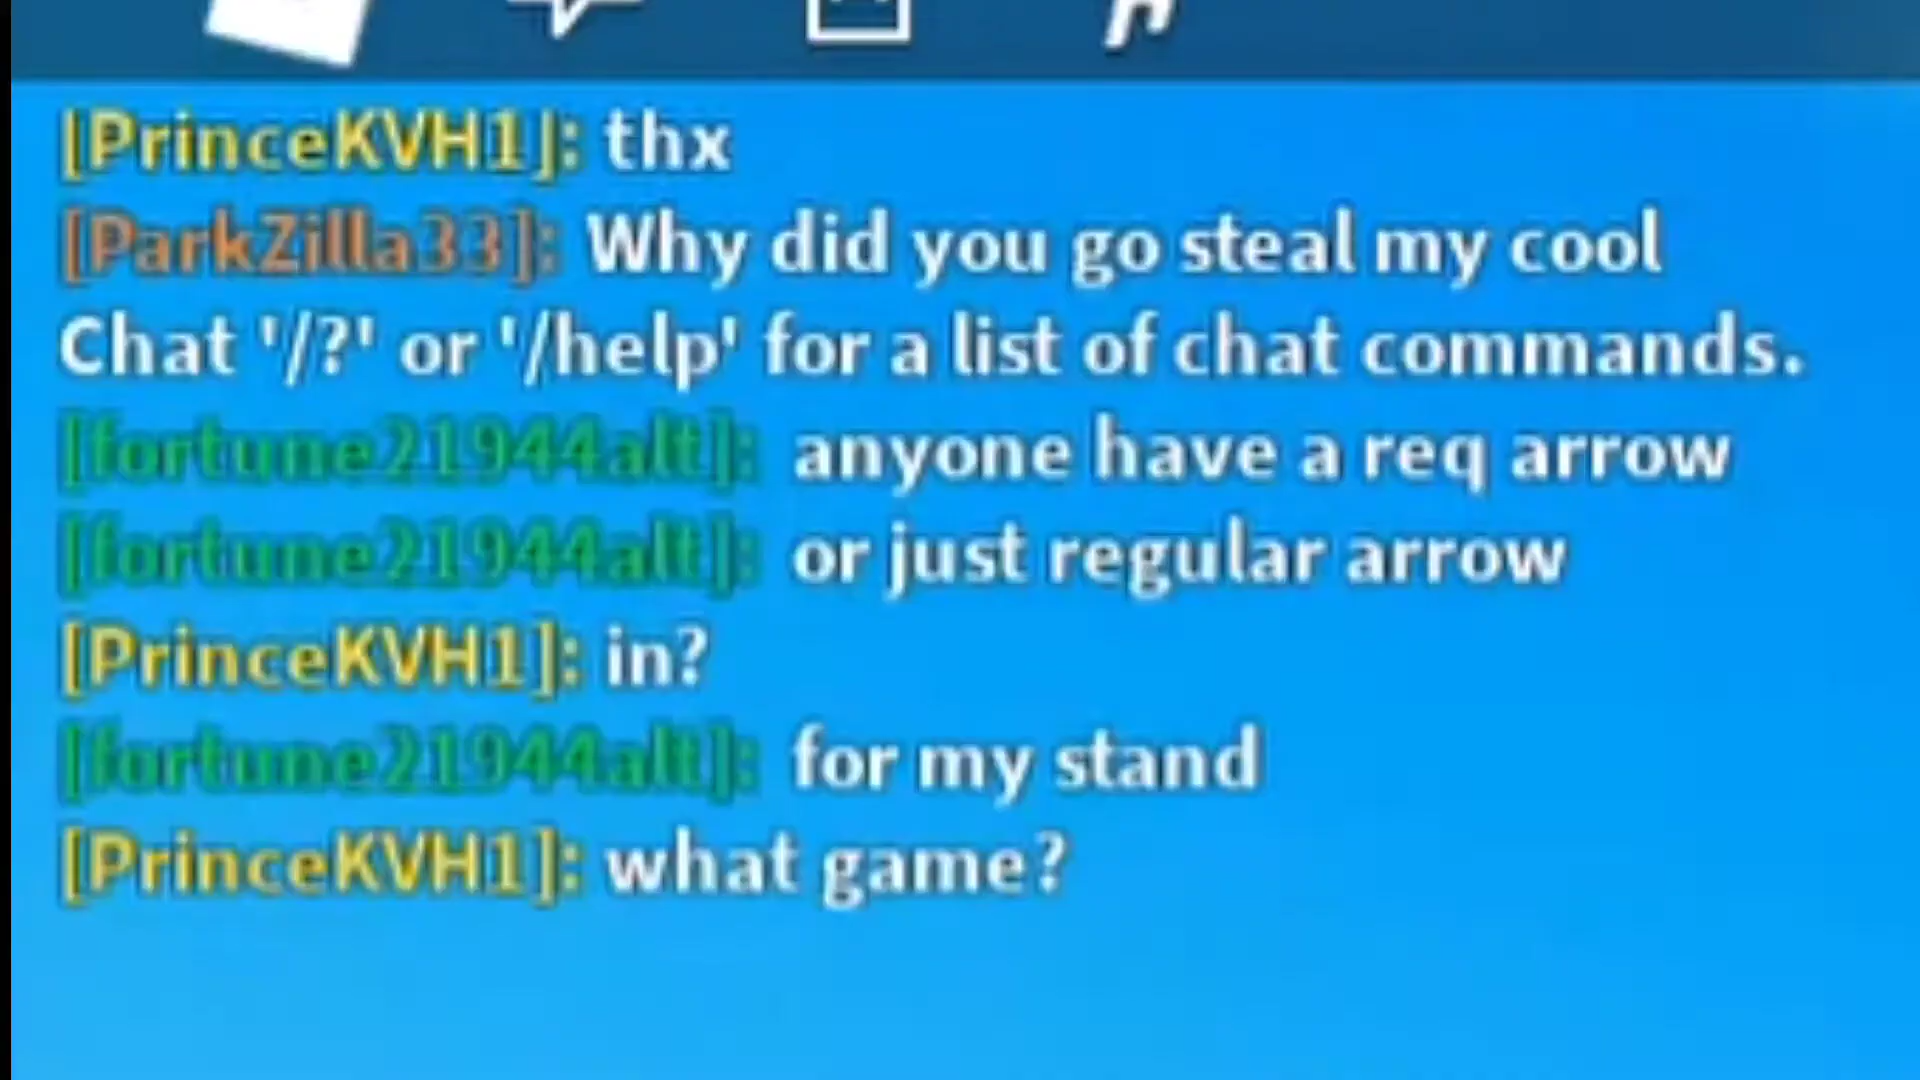 [PrinceKVH1]: thx
[ParkZilla33]: Why did you go steal my cool
Chat '/?' or '/help' for a list of chat commands.
[fortune21944alt]: anyone have a req arrow
[fortune21944alt]: or just regular arrow
[PrinceKVH1]: in?
[fortune21944alt]: for my stand
[PrinceKVH1]: what game?